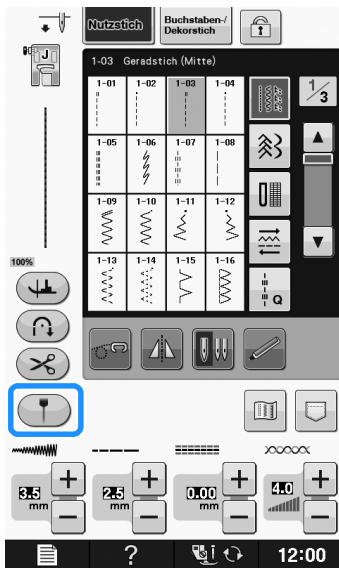 Nutzstich
Buchstaben-/
Dekorstich
J
1-03 Geradstich (Mitte)
1/3
1-01 1-02 1-03 1-04
1-05 1-06 1-07 1-08
1-09 1-10 1-11 1-12
1-13 1-14 1-15 1-16
Q
100%
3.5 mm
2.5 mm
0.00 mm
4.0
?
12:00